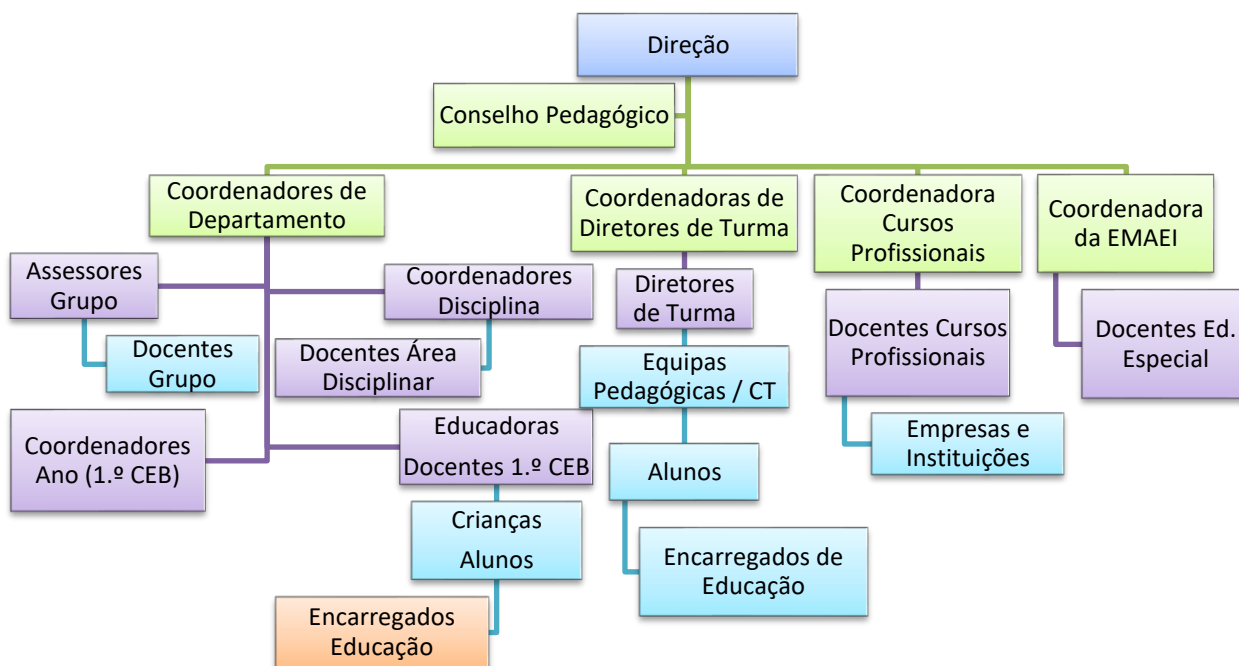 Direção
Conselho Pedagógico
Coordenadores de
Departamento
Coordenadoras de
Diretores de Turma
Coordenadora
Cursos
Profissionais
Coordenadora
da EMAEI
Assessores
Grupo
Coordenadores
Disciplina
Diretores
de Turma
Docentes Cursos
Profissionais
Docentes Ed.
Especial
Docentes
Grupo
Docentes Área
Disciplinar
Equipas
Pedagógicas / CT
Coordenadores
Ano (1.º CEB)
Educadoras
Docentes 1.º CEB
Alunos
Empresas e
Instituições
Crianças
Alunos
Encarregados de
Educação
Encarregados
Educação